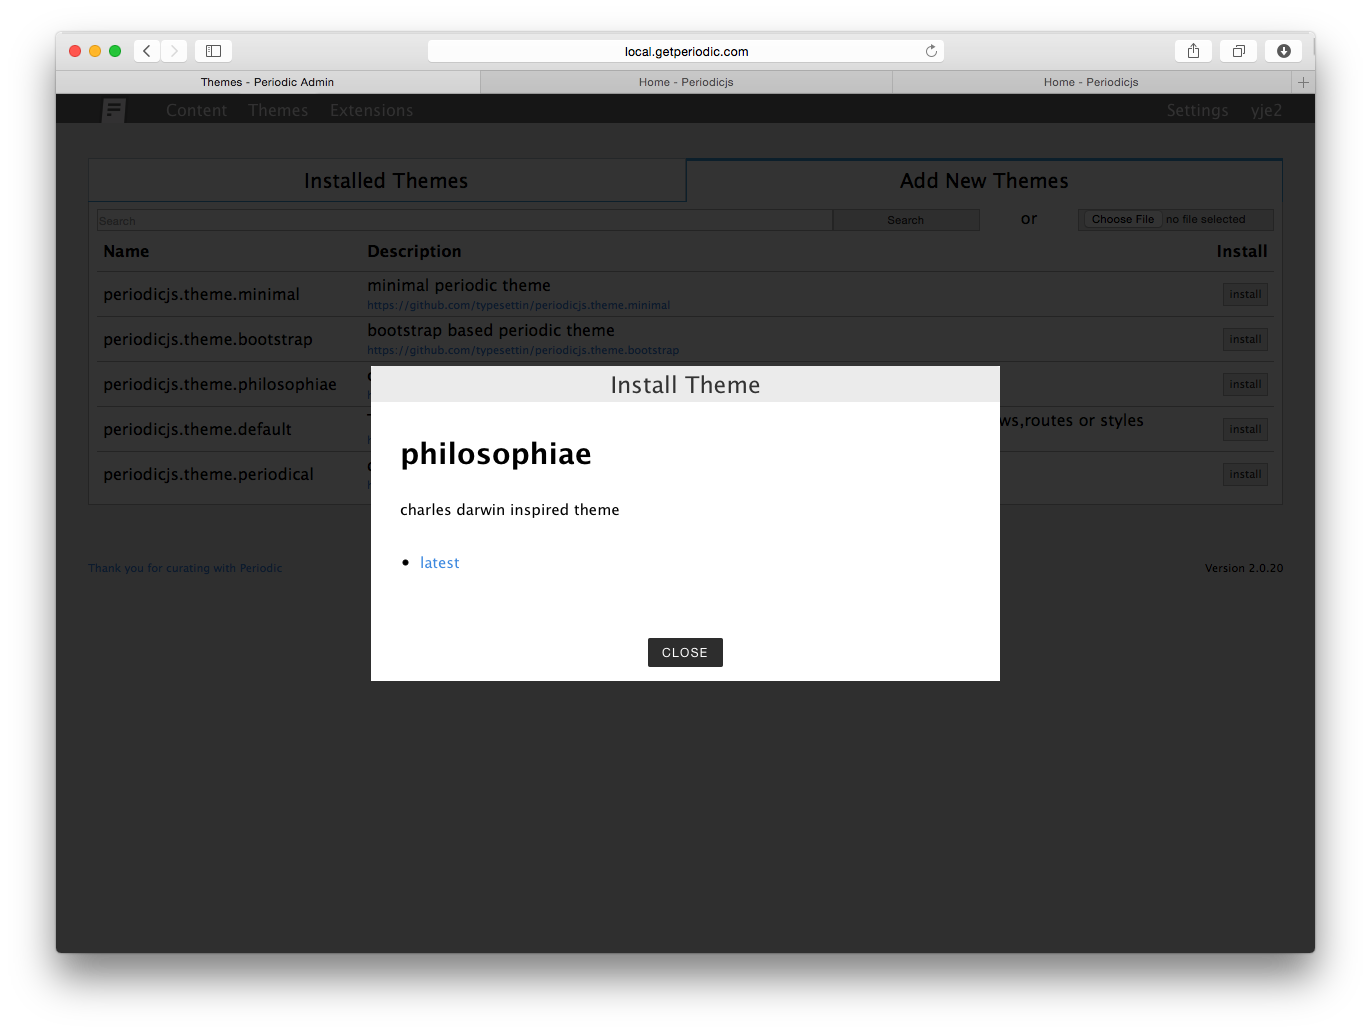 local.getperiodic.com
Themes - Periodic Admin
Home - Periodicjs
Home - Periodicjs
Content Themes Extensions
Settings yje2
Installed Themes
Add New Themes
Search
Search
or
Choose File no file selected
Name Description Install
periodicjs.theme.minimal
minimal periodic theme
https://github.com/typesettin/periodicjs.theme.minimal
install
periodicjs.theme.bootstrap
bootstrap based periodic theme
https://github.com/typesettin/periodicjs.theme.bootstrap
install
periodicjs.theme.philosophiae
install
periodicjs.theme.default
,routes or styles
install
periodicjs.theme.periodical
install
Install Theme
philosophiae
charles darwin inspired theme
latest
CLOSE
Thank you for curating with Periodic
Version 2.0.20